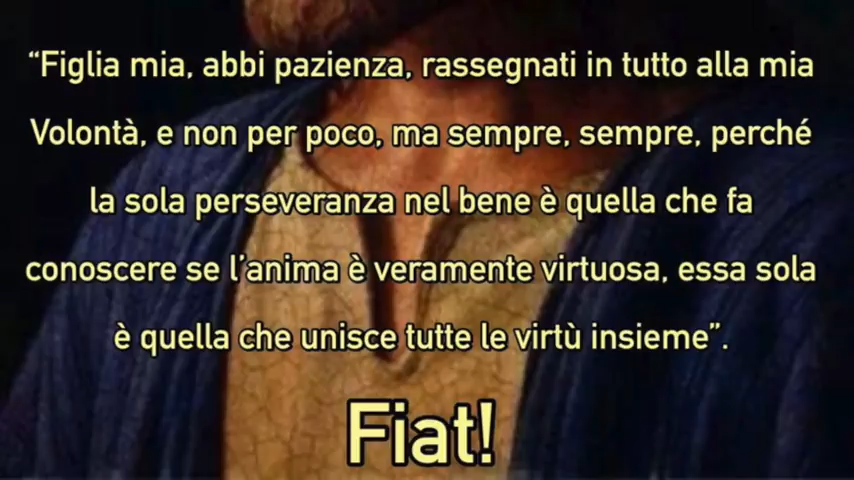 “Figlia mia, abbi pazienza, rassegnati in tutto alla mia
Volontà, e non per poco, ma sempre, sempre, perché
la sola perseveranza nel bene è quella che fa
conoscere se l’anima è veramente virtuosa, essa sola
è quella che unisce tutte le virtù insieme”.
Fiat!